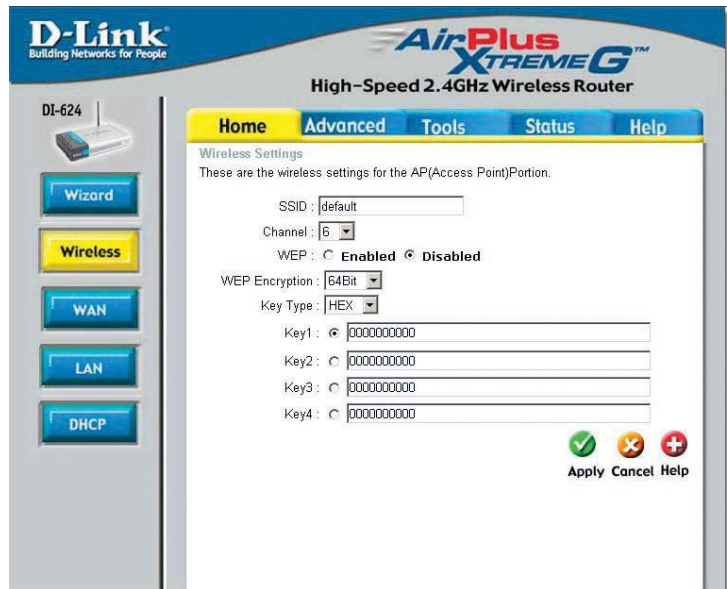 D-Link
Building Networks for People
AirPlus
XTREME G™
High-Speed 2.4GHz Wireless Router
DI-624
Home Advanced Tools Status Help
Wizard
Wireless
WAN
LAN
DHCP
Wireless Settings
These are the wireless settings for the AP(Access Point)Portion.
SSID : default
Channel : 6
WEP : Enabled Disabled
WEP Encryption : 64Bit
Key Type : HEX
Key1 : 0000000000
Key2 : 0000000000
Key3 : 0000000000
Key4 : 0000000000
Apply Cancel Help